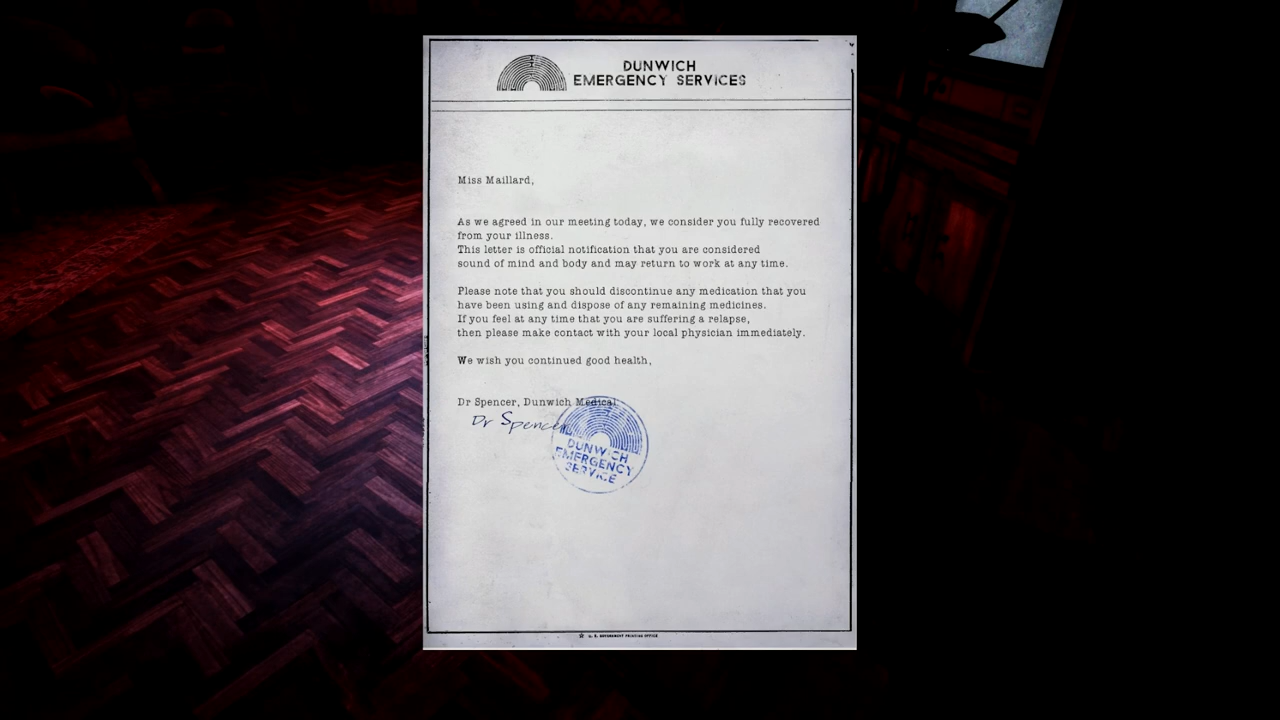 DUNWICH
EMERGENCY SERVICES
Miss Maillard,
As we agreed in our meeting today, we consider you fully recovered
from your illness.
This letter is official notification that you are considered
sound of mind and body and may return to work at any time.
Please note that you should discontinue any medication that you
have been using and dispose of any remaining medicines.
If you feel at any time that you are suffering a relapse,
then please make contact with your local physician immediately.
We wish you continued good health,
Dr Spencer, Dunwich Medical
Dr Spencer
DUNWICH
EMERGENCY
SERVICE
U. S. GOVERNMENT PRINTING OFFICE